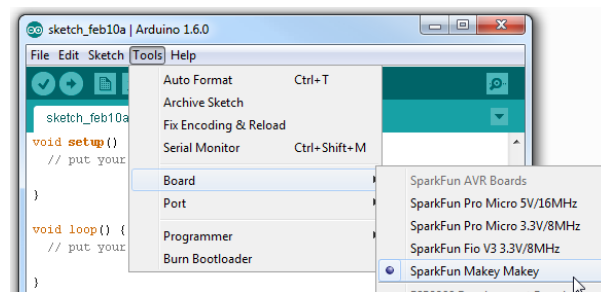 sketch_feb10a | Arduino 1.6.0
File Edit Sketch Tools Help
Auto Format Ctrl+T
Archive Sketch
sketch_feb10a
Fix Encoding & Reload
void setup()
Serial Monitor Ctrl+Shift+M
// put your
Board
SparkFun AVR Boards
}
Port
SparkFun Pro Micro 5V/16MHz
SparkFun Pro Micro 3.3V/8MHz
void loop() {
Programmer
// put your
SparkFun Fio V3 3.3V/8MHz
Burn Bootloader
SparkFun Makey Makey
}